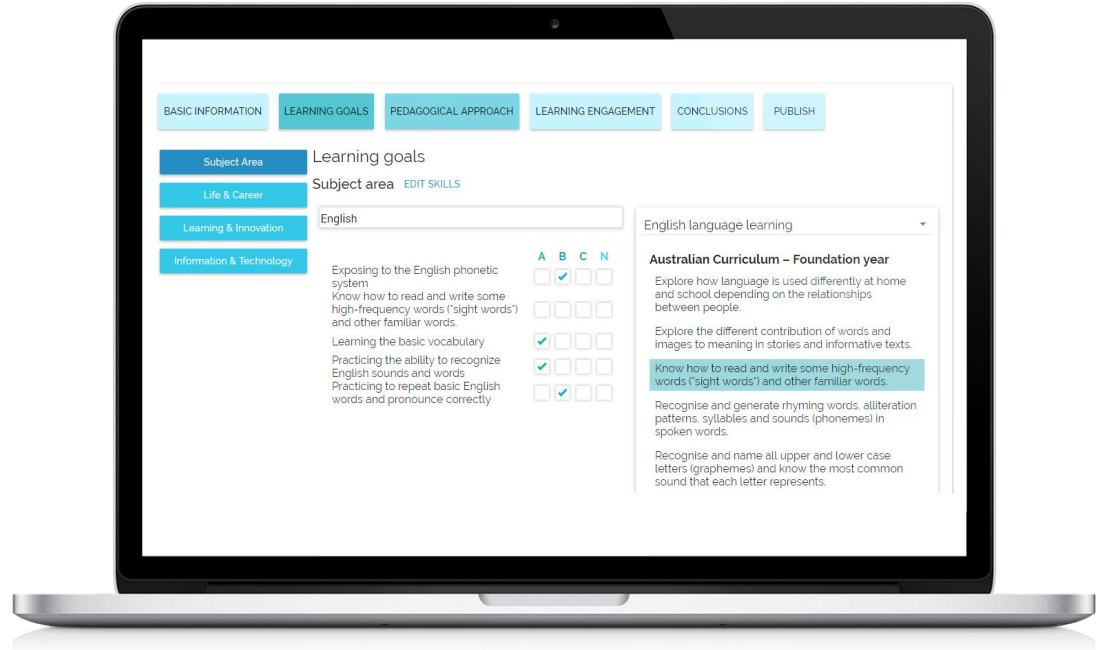 BASIC INFORMATION
LEARNING GOALS
PEDAGOGICAL APPROACH
LEARNING ENGAGEMENT
CONCLUSIONS
PUBLISH
Subject Area
Life & Career
Learning & Innovation
Information & Technology
Learning goals
Subject area EDIT SKILLS
English
A B C N
Exposing to the English phonetic
system
Know how to read and write some
high-frequency words ("sight words")
and other familiar words.
Learning the basic vocabulary
Practicing the ability to recognize
English sounds and words
Practicing to repeat basic English
words and pronounce correctly
English language learning
Australian Curriculum – Foundation year
Explore how language is used differently at home
and school depending on the relationships
between people.
Explore the different contribution of words and
images to meaning in stories and informative texts.
Know how to read and write some high-frequency
words ("sight words") and other familiar words.
Recognise and generate rhyming words, alliteration
patterns, syllables and sounds (phonemes) in
spoken words.
Recognise and name all upper and lower case
letters (graphemes) and know the most common
sound that each letter represents.